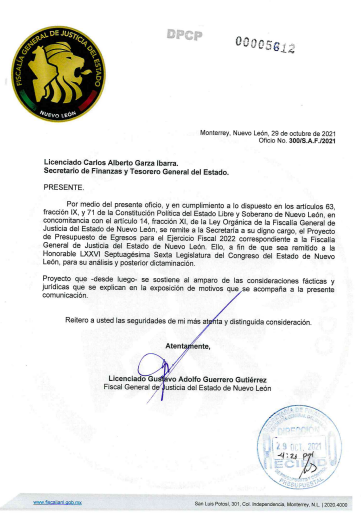 FISCALÍA GENERAL DE JUSTICIA DEL ESTADO
NUEVO LEÓN
DPCP
00005612
Monterrey, Nuevo León, 29 de octubre de 2021
Oficio No. 300/S.A.F./2021
Licenciado Carlos Alberto Garza Ibarra.
Secretario de Finanzas y Tesorero General del Estado.
PRESENTE.
Por medio del presente oficio, y en cumplimiento a lo dispuesto en los artículos 63,
fracción IX, y 71 de la Constitución Política del Estado Libre y Soberano de Nuevo León, en
concomitancia con el artículo 14, fracción XI, de la Ley Orgánica de la Fiscalía General de
Justicia del Estado de Nuevo León, se remite a la Secretaría a su digno cargo, el Proyecto
de Presupuesto de Egresos para el Ejercicio Fiscal 2022 correspondiente a la Fiscalía
General de Justicia del Estado de Nuevo León. Ello, a fin de que sea remitido a la
Honorable LXXVI Septuagésima Sexta Legislatura del Congreso del Estado de Nuevo
León, para su análisis y posterior dictaminación.
Proyecto que -desde luego- se sostiene al amparo de las consideraciones fácticas y
jurídicas que se explican en la exposición de motivos que se acompaña a la presente
comunicación.
Reitero a usted las seguridades de mi más atenta y distinguida consideración.
Atentamente,
Licenciado Gustavo Adolfo Guerrero Gutiérrez
Fiscal General de Justicia del Estado de Nuevo León
29 OCT. 2021
PRESUPUESTAL
www.fiscalianl.gob.mx
San Luis Potosí, 301, Col. Independencia, Monterrey, N.L. | 2020,4000